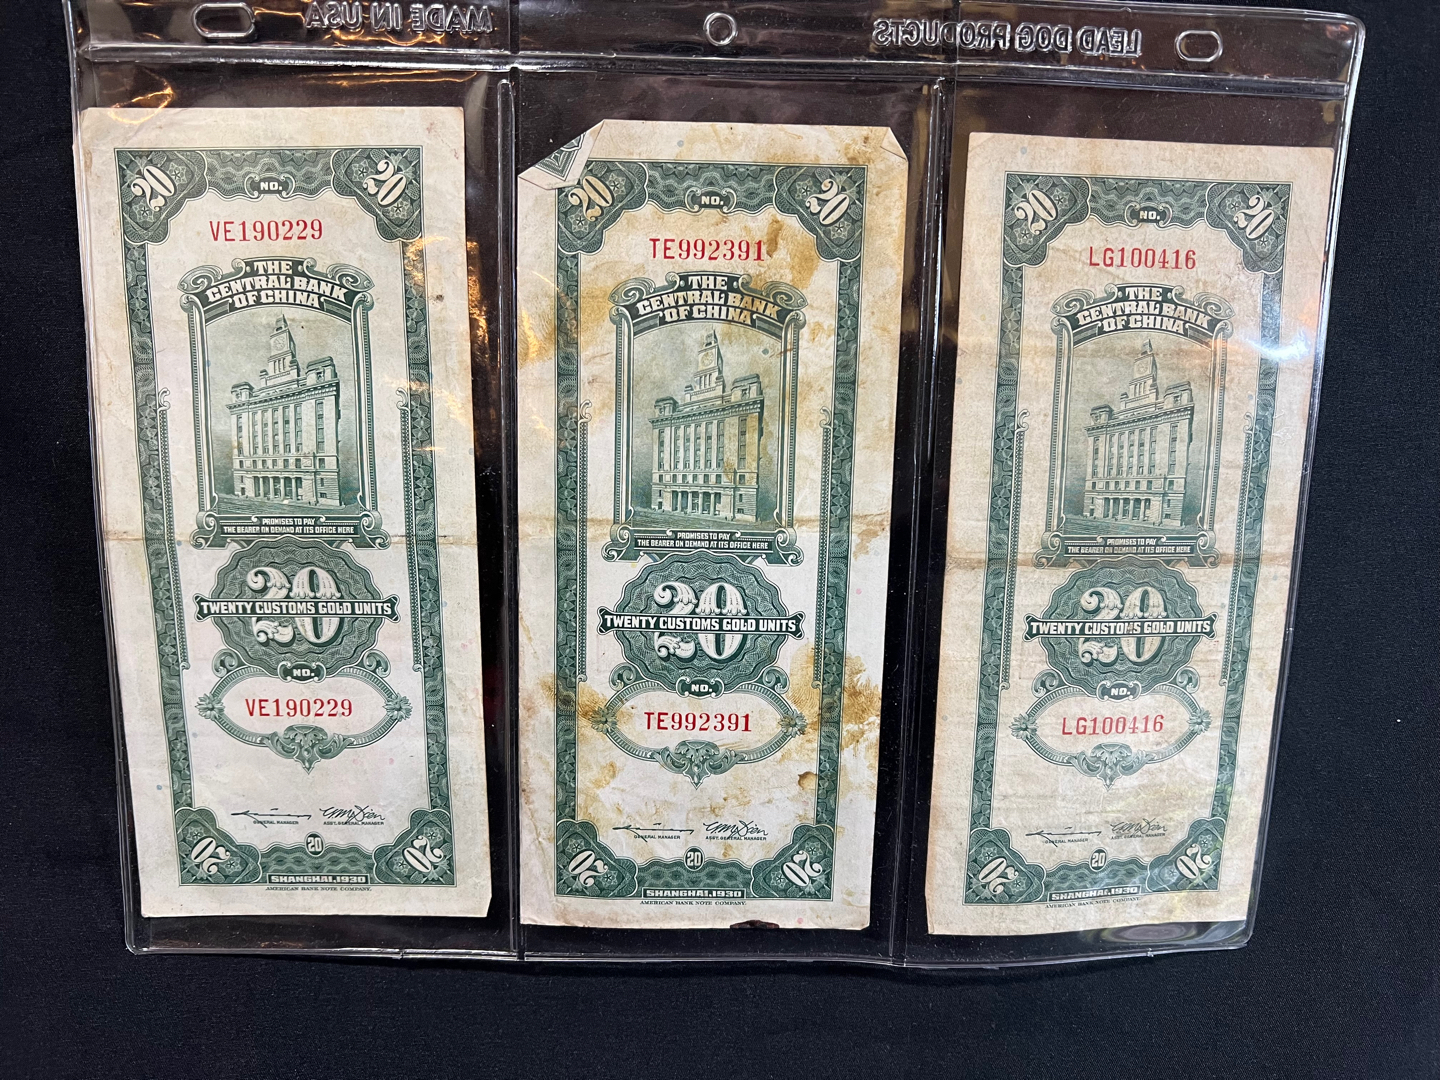 MADE IN USA
LEAD DOG PRODUCTS
20 20
NO.
VE190229
THE
CENTRAL BANK
OF CHINA
PROMISES TO PAY
THE BEARER ON DEMAND AT ITS OFFICE HERE
20
TWENTY CUSTOMS GOLD UNITS
NO.
VE190229
GENERAL MANAGER
ASST. GENERAL MANAGER
20 20 20
SHANGHAI, 1930
AMERICAN BANK NOTE COMPANY.
20 20
NO.
TE992391
THE
CENTRAL BANK
OF CHINA
PROMISES TO PAY
THE BEARER ON DEMAND AT ITS OFFICE HERE
20
TWENTY CUSTOMS GOLD UNITS
NO.
TE992391
GENERAL MANAGER
ASST. GENERAL MANAGER
20 20 20
SHANGHAI, 1930
AMERICAN BANK NOTE COMPANY.
20 20
NO.
LG100416
THE
CENTRAL BANK
OF CHINA
PROMISES TO PAY
THE BEARER ON DEMAND AT ITS OFFICE HERE
20
TWENTY CUSTOMS GOLD UNITS
NO.
LG100416
GENERAL MANAGER
ASST. GENERAL MANAGER
20 20 20
SHANGHAI, 1930
AMERICAN BANK NOTE COMPANY.